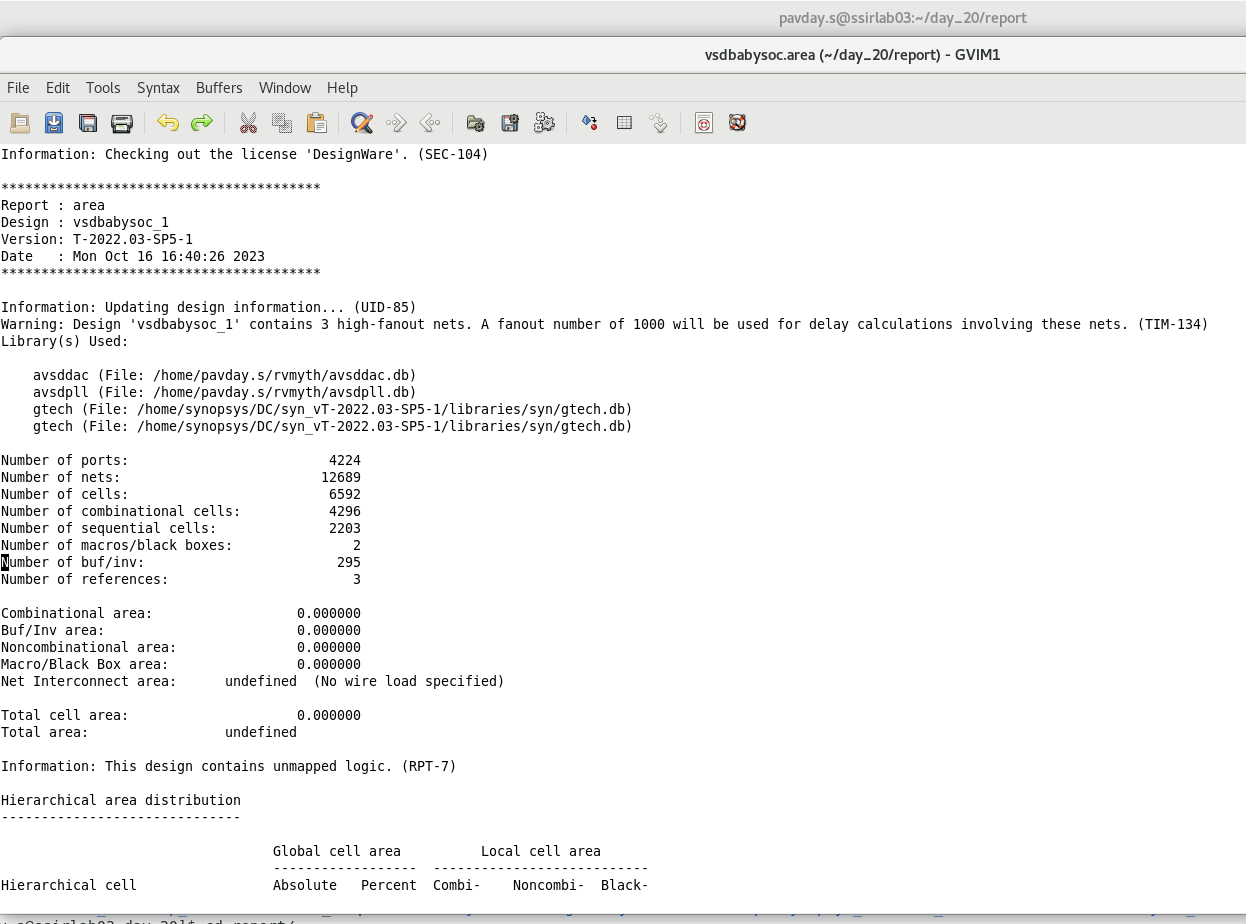 pavday.s@ssirlab03:~/day_20/report
vsdbabysoc.area (~/day_20/report) - GVIM1
File Edit Tools Syntax Buffers Window Help
Information: Checking out the license 'DesignWare'. (SEC-104)
****************************************
Report : area
Design : vsdbabysoc_1
Version: T-2022.03-SP5-1
Date   : Mon Oct 16 16:40:26 2023
****************************************
Information: Updating design information... (UID-85)
Warning: Design 'vsdbabysoc_1' contains 3 high-fanout nets. A fanout number of 1000 will be used for delay calculations involving these nets. (TIM-134)
Library(s) Used:
avsddac (File: /home/pavday.s/rvmyth/avsddac.db)
avsdpll (File: /home/pavday.s/rvmyth/avsdpll.db)
gtech (File: /home/synopsys/DC/syn_vT-2022.03-SP5-1/libraries/syn/gtech.db)
gtech (File: /home/synopsys/DC/syn_vT-2022.03-SP5-1/libraries/syn/gtech.db)
Number of ports: 4224
Number of nets: 12689
Number of cells: 6592
Number of combinational cells: 4296
Number of sequential cells: 2203
Number of macros/black boxes: 2
Number of buf/inv: 295
Number of references: 3
Combinational area: 0.000000
Buf/Inv area: 0.000000
Noncombinational area: 0.000000
Macro/Black Box area: 0.000000
Net Interconnect area: undefined (No wire load specified)
Total cell area: 0.000000
Total area: undefined
Information: This design contains unmapped logic. (RPT-7)
Hierarchical area distribution
------------------------------
Global cell area Local cell area
------------------ ---------------------------
Hierarchical cell Absolute Percent Combi- Noncombi- Black-